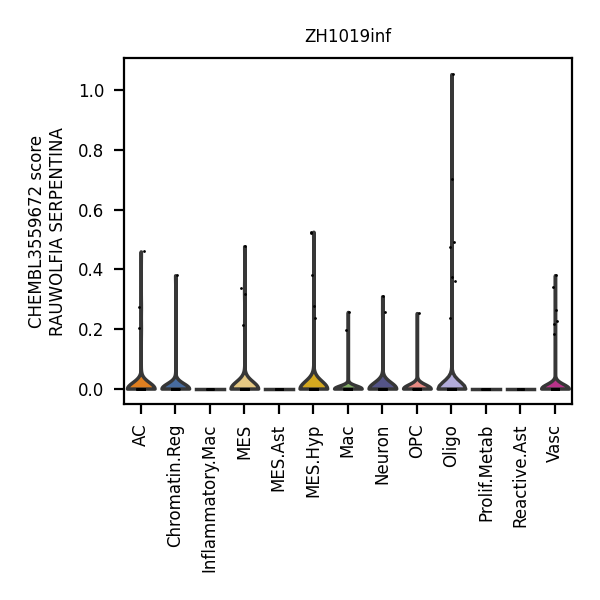 ZH1019inf
CHEMBL3559672 score
RAUWOLFIA SERPENTINA
1.0
0.8
0.6
0.4
0.2
0.0
AC
Chromatin.Reg
Inflammatory.Mac
MES
MES.Ast
MES.Hyp
Mac
Neuron
OPC
Oligo
Prolif.Metab
Reactive.Ast
Vasc